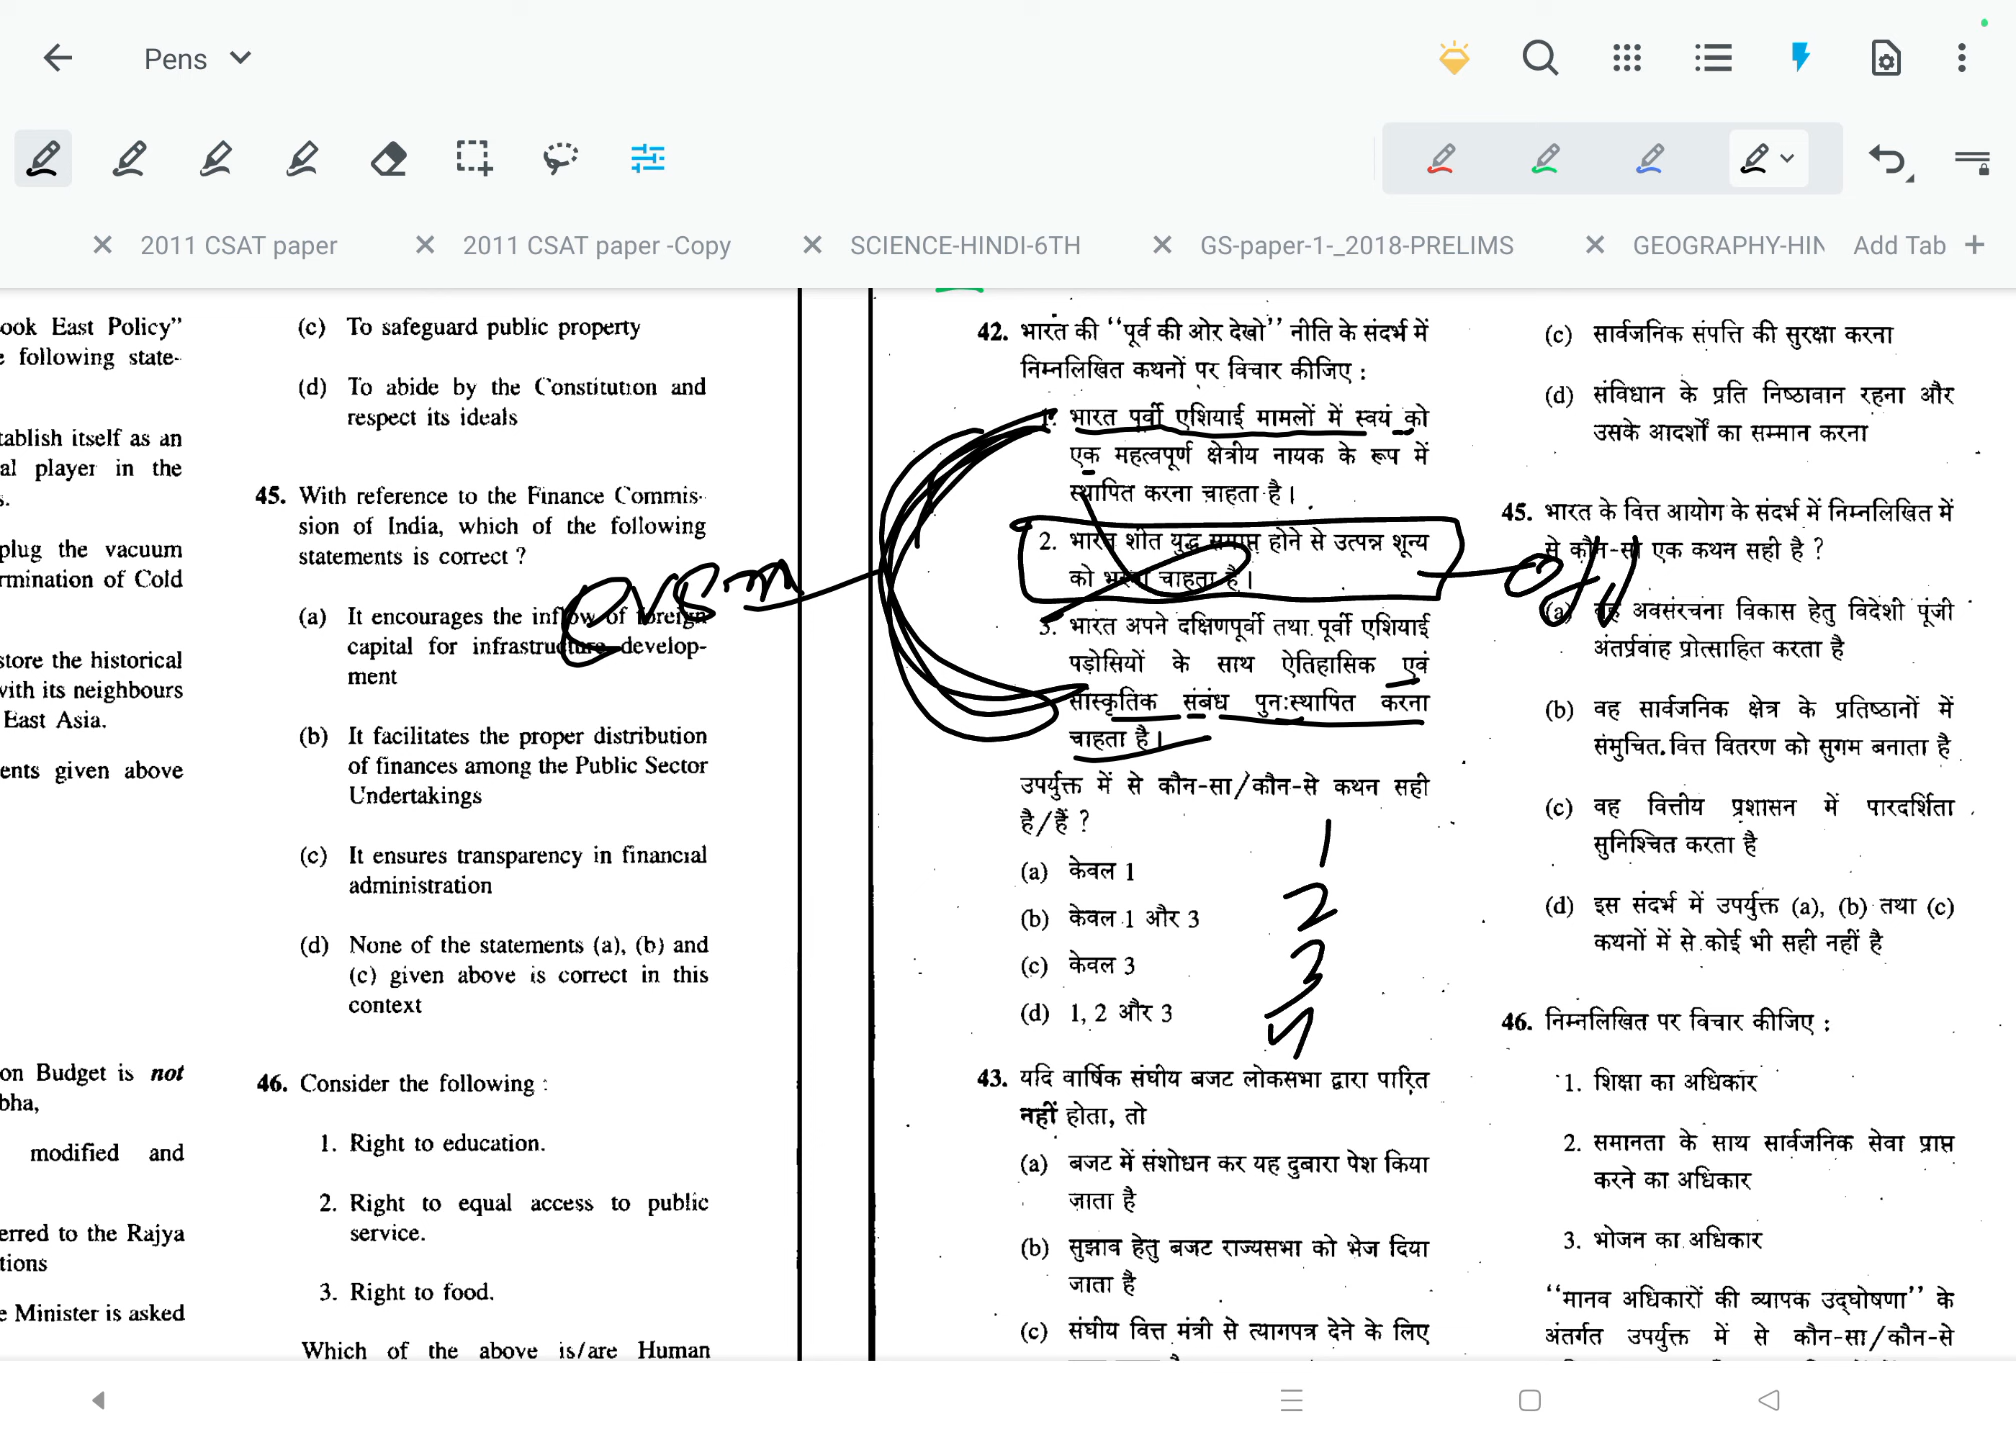 Pens
2011 CSAT paper
2011 CSAT paper -Copy
SCIENCE-HINDI-6TH
GS-paper-1-_2018-PRELIMS
GEOGRAPHY-HIN
Add Tab
ook East Policy”
following state-
tablish itself as an
al player in the
s.
plug the vacuum
rmination of Cold
store the historical
with its neighbours
East Asia.
ents given above
on Budget is not
bha,
modified and
erred to the Rajya
tions
e Minister is asked
(c) To safeguard public property
(d) To abide by the Constitution and
respect its ideals
45. With reference to the Finance Commis-
sion of India, which of the following
statements is correct ?
(a) It encourages the inflow of foreign
capital for infrastructure develop-
ment
(b) It facilitates the proper distribution
of finances among the Public Sector
Undertakings
(c) It ensures transparency in financial
administration
(d) None of the statements (a), (b) and
(c) given above is correct in this
context
46. Consider the following :
1. Right to education.
2. Right to equal access to public
service.
3. Right to food.
Which of the above is/are Human
42. भारत की ‘‘पूर्व की ओर देखो’’ नीति के संदर्भ में
निम्नलिखित कथनों पर विचार कीजिए :
1. भारत पूर्वी एशियाई मामलों में स्वयं को
एक महत्वपूर्ण क्षेत्रीय नायक के रूप में
स्थापित करना चाहता है।
2. भारत शीत युद्ध समाप्त होने से उत्पन्न शून्य
को भरना चाहता है।
3. भारत अपने दक्षिणपूर्वी तथा पूर्वी एशियाई
पड़ोसियों के साथ ऐतिहासिक एवं
सांस्कृतिक संबंध पुनःस्थापित करना
चाहता है।
उपर्युक्त में से कौन-सा/कौन-से कथन सही
है/हैं ?
(a) केवल 1
(b) केवल 1 और 3
(c) केवल 3
(d) 1, 2 और 3
1
2
3
43. यदि वार्षिक संघीय बजट लोकसभा द्वारा पारित
नहीं होता, तो
(a) बजट में संशोधन कर यह दुबारा पेश किया
जाता है
(b) सुझाव हेतु बजट राज्यसभा को भेज दिया
जाता है
(c) संघीय वित्त मंत्री से त्यागपत्र देने के लिए
(c) सार्वजनिक संपत्ति की सुरक्षा करना
(d) संविधान के प्रति निष्ठावान रहना और
उसके आदर्शों का सम्मान करना
45. भारत के वित्त आयोग के संदर्भ में निम्नलिखित में
से कौन-सा एक कथन सही है ?
(a) वह अवसंरचना विकास हेतु विदेशी पूंजी
अंतर्प्रवाह प्रोत्साहित करता है
(b) वह सार्वजनिक क्षेत्र के प्रतिष्ठानों में
संमुचित वित्त वितरण को सुगम बनाता है
(c) वह वित्तीय प्रशासन में पारदर्शिता
सुनिश्चित करता है
(d) इस संदर्भ में उपर्युक्त (a), (b) तथा (c)
कथनों में से कोई भी सही नहीं है
46. निम्नलिखित पर विचार कीजिए :
1. शिक्षा का अधिकार
2. समानता के साथ सार्वजनिक सेवा प्राप्त
करने का अधिकार
3. भोजन का अधिकार
‘‘मानव अधिकारों की व्यापक उद्घोषणा’’ के
अंतर्गत उपर्युक्त में से कौन-सा/कौन-से